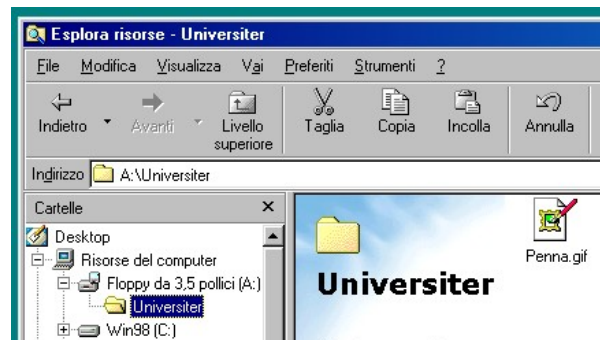 Esplora risorse - Universiter
File Modifica Visualizza Vai Preferiti Strumenti ?
Indietro Avanti Livello superiore Taglia Copia Incolla Annulla
Indirizzo A:\Universiter
Cartelle
Desktop
Risorse del computer
Floppy da 3,5 pollici (A:)
Universiter
Win98 (C:)
Universiter
Penna.gif